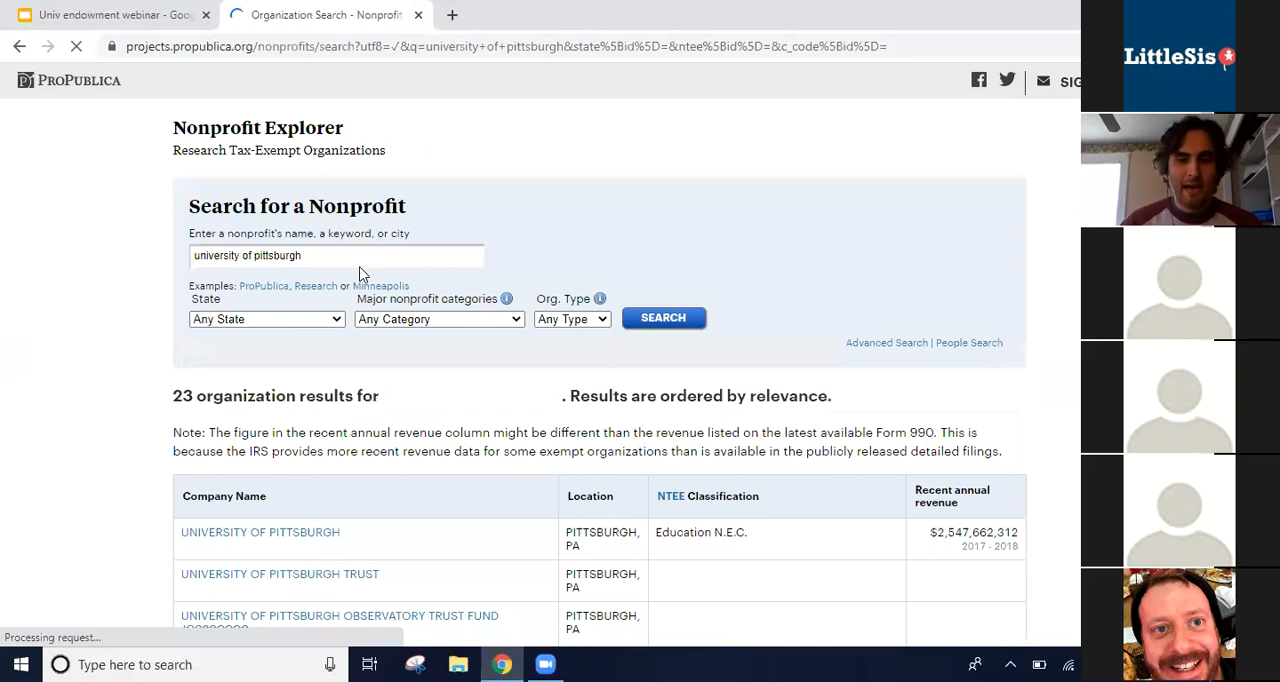 Univ endowment webinar - Goo
Organization Search - Nonprofit
projects.propublica.org/nonprofits/search?utf8=✓&q=university+of+pittsburgh&state%5Bid%5D=&ntee%5Bid%5D=&c_code%5Bid%5D=
PROPUBLICA
SIG
LittleSis
Nonprofit Explorer
Research Tax-Exempt Organizations
Search for a Nonprofit
Enter a nonprofit's name, a keyword, or city
university of pittsburgh
Examples: ProPublica, Research or Minneapolis
State Major nonprofit categories Org. Type
Any State Any Category Any Type SEARCH
Advanced Search | People Search
23 organization results for . Results are ordered by relevance.
Note: The figure in the recent annual revenue column might be different than the revenue listed on the latest available Form 990. This is
because the IRS provides more recent revenue data for some exempt organizations than is available in the publicly released detailed filings.
Company Name Location NTEE Classification Recent annual
revenue
UNIVERSITY OF PITTSBURGH PITTSBURGH, Education N.E.C. $2,547,662,312
PA 2017 - 2018
UNIVERSITY OF PITTSBURGH TRUST PITTSBURGH,
PA
UNIVERSITY OF PITTSBURGH OBSERVATORY TRUST FUND PITTSBURGH,
PA
Processing request...
Type here to search